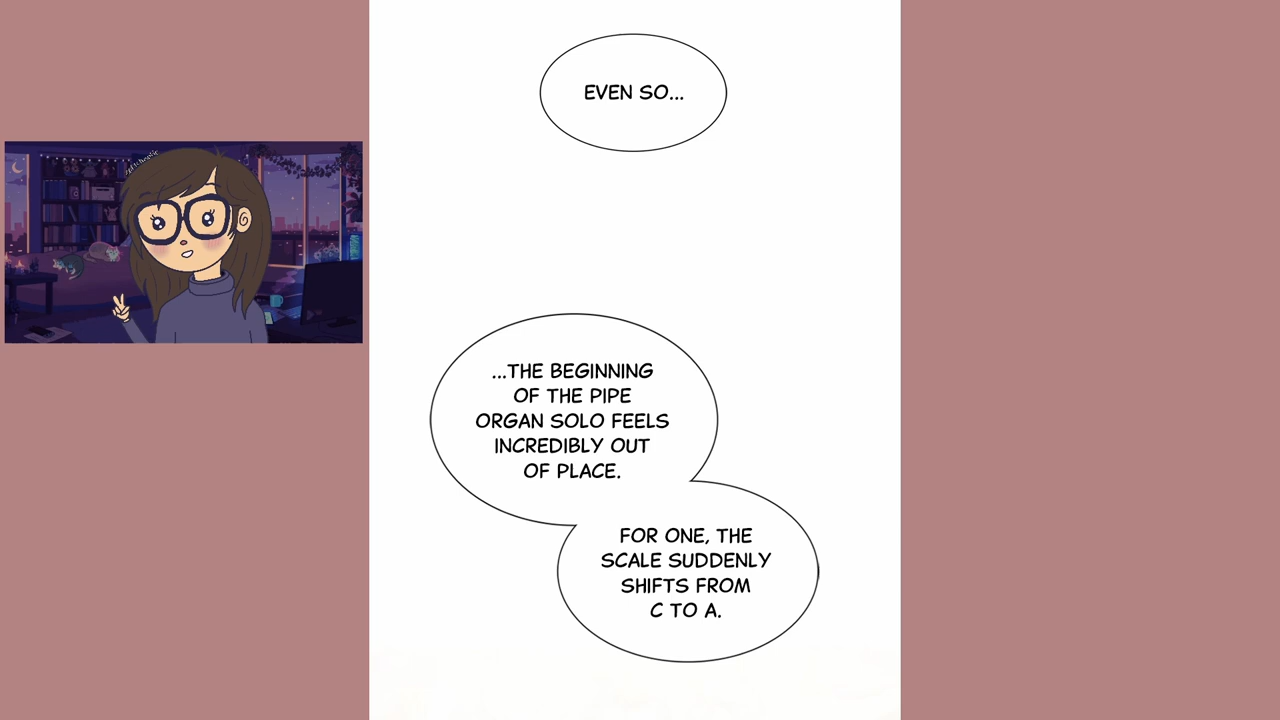 EVEN SO...
...THE BEGINNING
OF THE PIPE
ORGAN SOLO FEELS
INCREDIBLY OUT
OF PLACE.
FOR ONE, THE
SCALE SUDDENLY
SHIFTS FROM
C TO A.